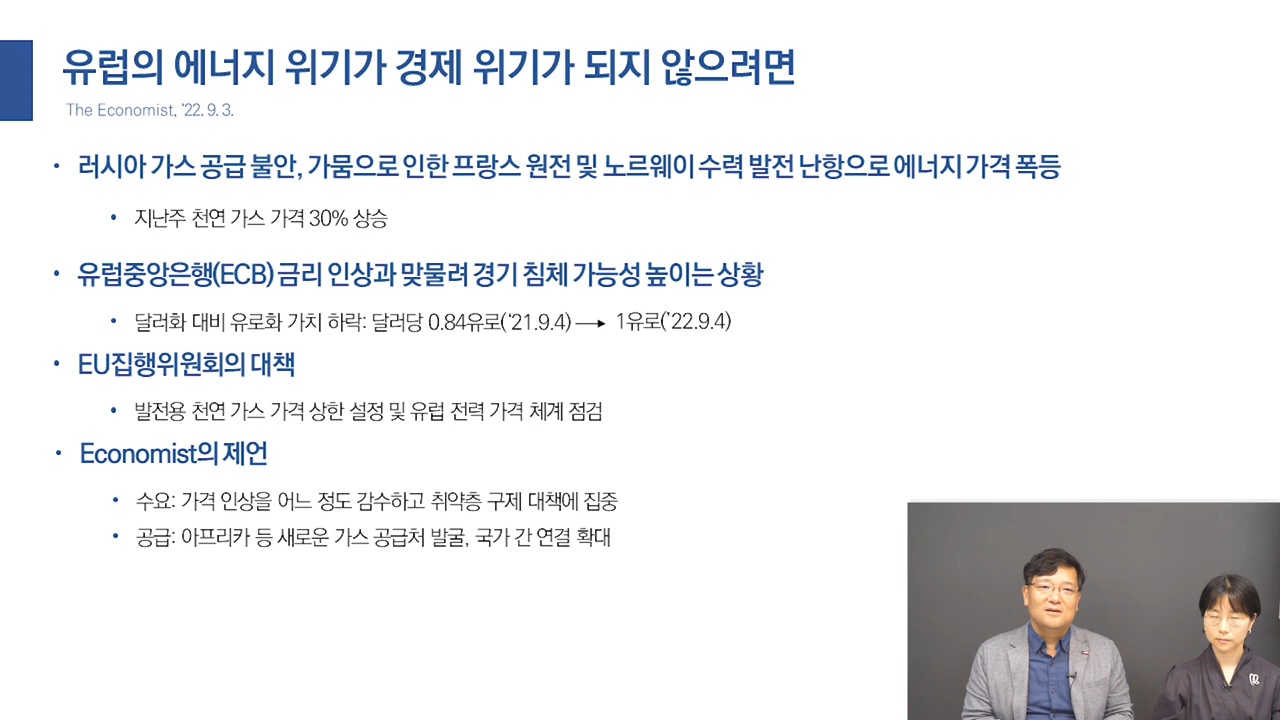 유럽의 에너지 위기가 경제 위기가 되지 않으려면
The Economist, ‘22. 9. 3.
• 러시아 가스 공급 불안, 가뭄으로 인한 프랑스 원전 및 노르웨이 수력 발전 난항으로 에너지 가격 폭등
• 지난주 천연 가스 가격 30% 상승
• 유럽중앙은행(ECB) 금리 인상과 맞물려 경기 침체 가능성 높이는 상황
• 달러화 대비 유로화 가치 하락: 달러당 0.84유로(‘21.9.4) → 1유로(’22.9.4)
• EU집행위원회의 대책
• 발전용 천연 가스 가격 상한 설정 및 유럽 전력 가격 체계 점검
• Economist의 제언
• 수요: 가격 인상을 어느 정도 감수하고 취약층 구제 대책에 집중
• 공급: 아프리카 등 새로운 가스 공급처 발굴, 국가 간 연결 확대